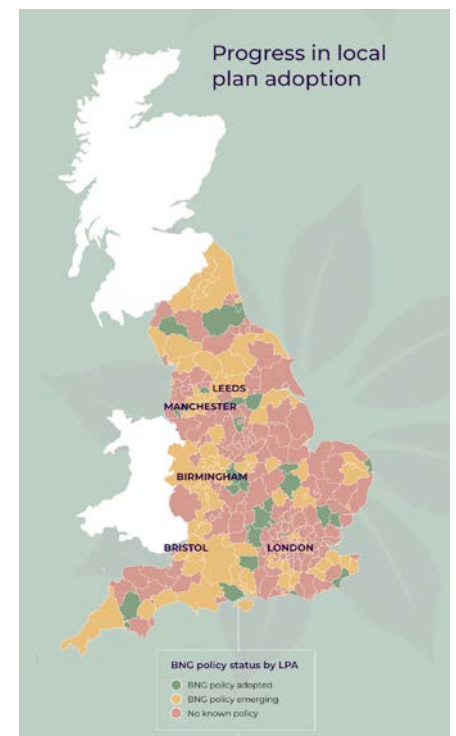 Progress in local
plan adoption
LEEDS
MANCHESTER
BIRMINGHAM
BRISTOL
LONDON
BNG policy status by LPA
BNG policy adopted
BNG policy emerging
No known policy